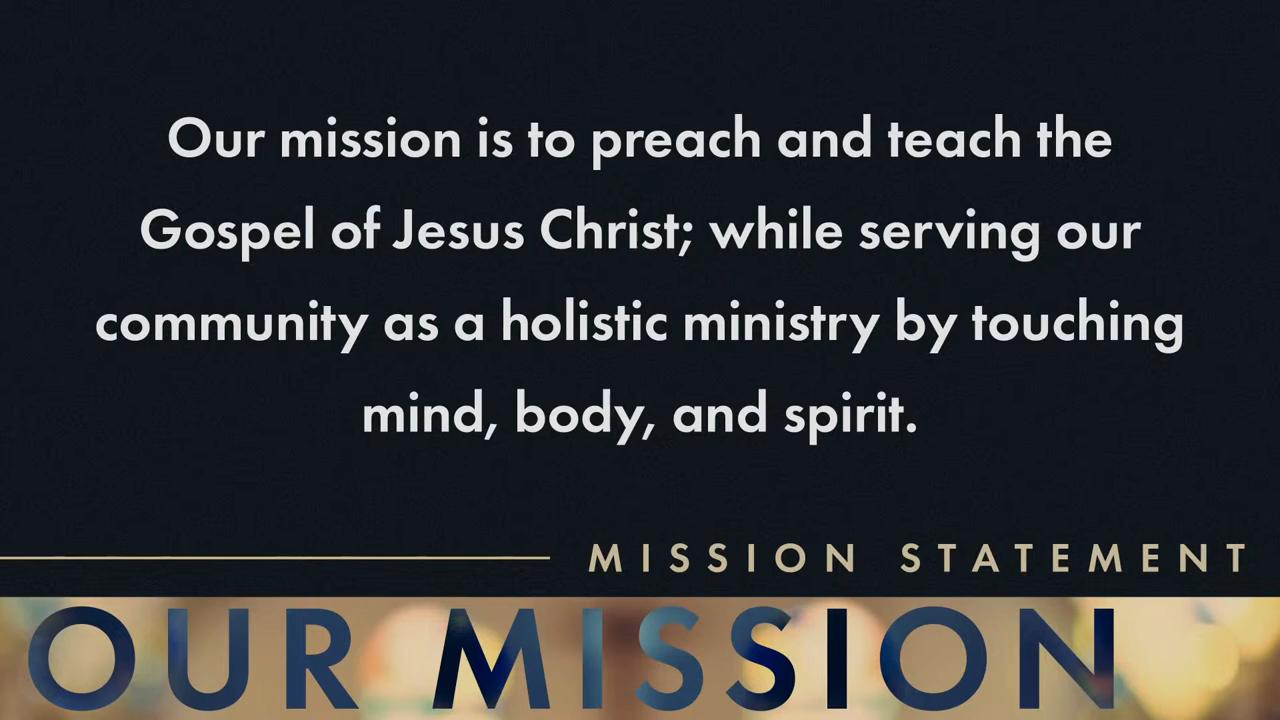 Our mission is to preach and teach the
Gospel of Jesus Christ; while serving our
community as a holistic ministry by touching
mind, body, and spirit.
MISSION STATEMENT
OUR MISSION